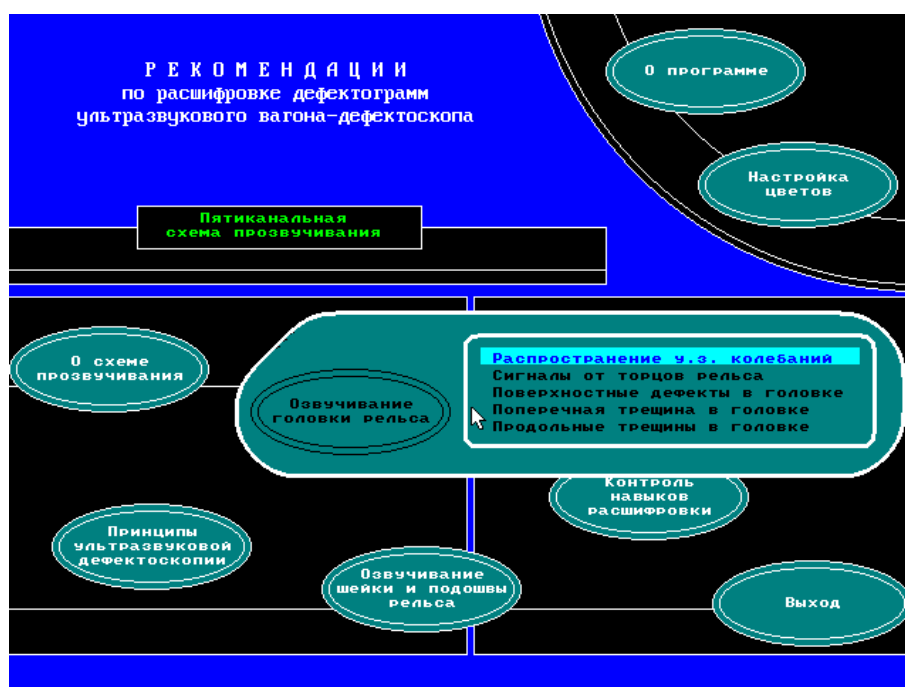 Р Е К О М Е Н Д А Ц И И
по расшифровке дефектограмм
ультразвукового вагона-дефектоскопа
О программе
Настройка
цветов
Пятиканальная
схема прозвучивания
О схеме
прозвучивания
Озвучивание
головки рельса
Распространение у.з. колебаний
Сигналы от торцов рельса
Поверхностные дефекты в головке
Поперечная трещина в головке
Продольные трещины в головке
Контроль
навыков
расшифровки
Принципы
ультразвуковой
дефектоскопии
Озвучивание
шейки и подошвы
рельса
Выход